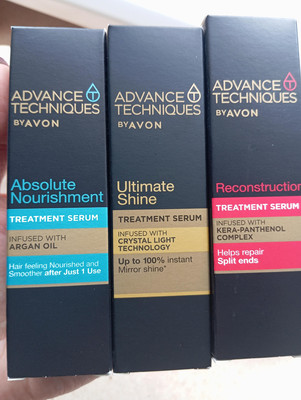 ADVANCE
TECHNIQUES
BY AVON
Absolute
Nourishment
TREATMENT SERUM
INFUSED WITH
ARGAN OIL
Hair feeling Nourished and
Smoother after Just 1 Use
ADVANCE
TECHNIQUES
BY AVON
Ultimate
Shine
TREATMENT SERUM
INFUSED WITH
CRYSTAL LIGHT
TECHNOLOGY
Up to 100% instant
Mirror shine*
ADVANCE
TECHNIQUES
BY AVON
Reconstruction
TREATMENT SERUM
INFUSED WITH
KERA-PANTHENOL
COMPLEX
Helps repair
Split ends